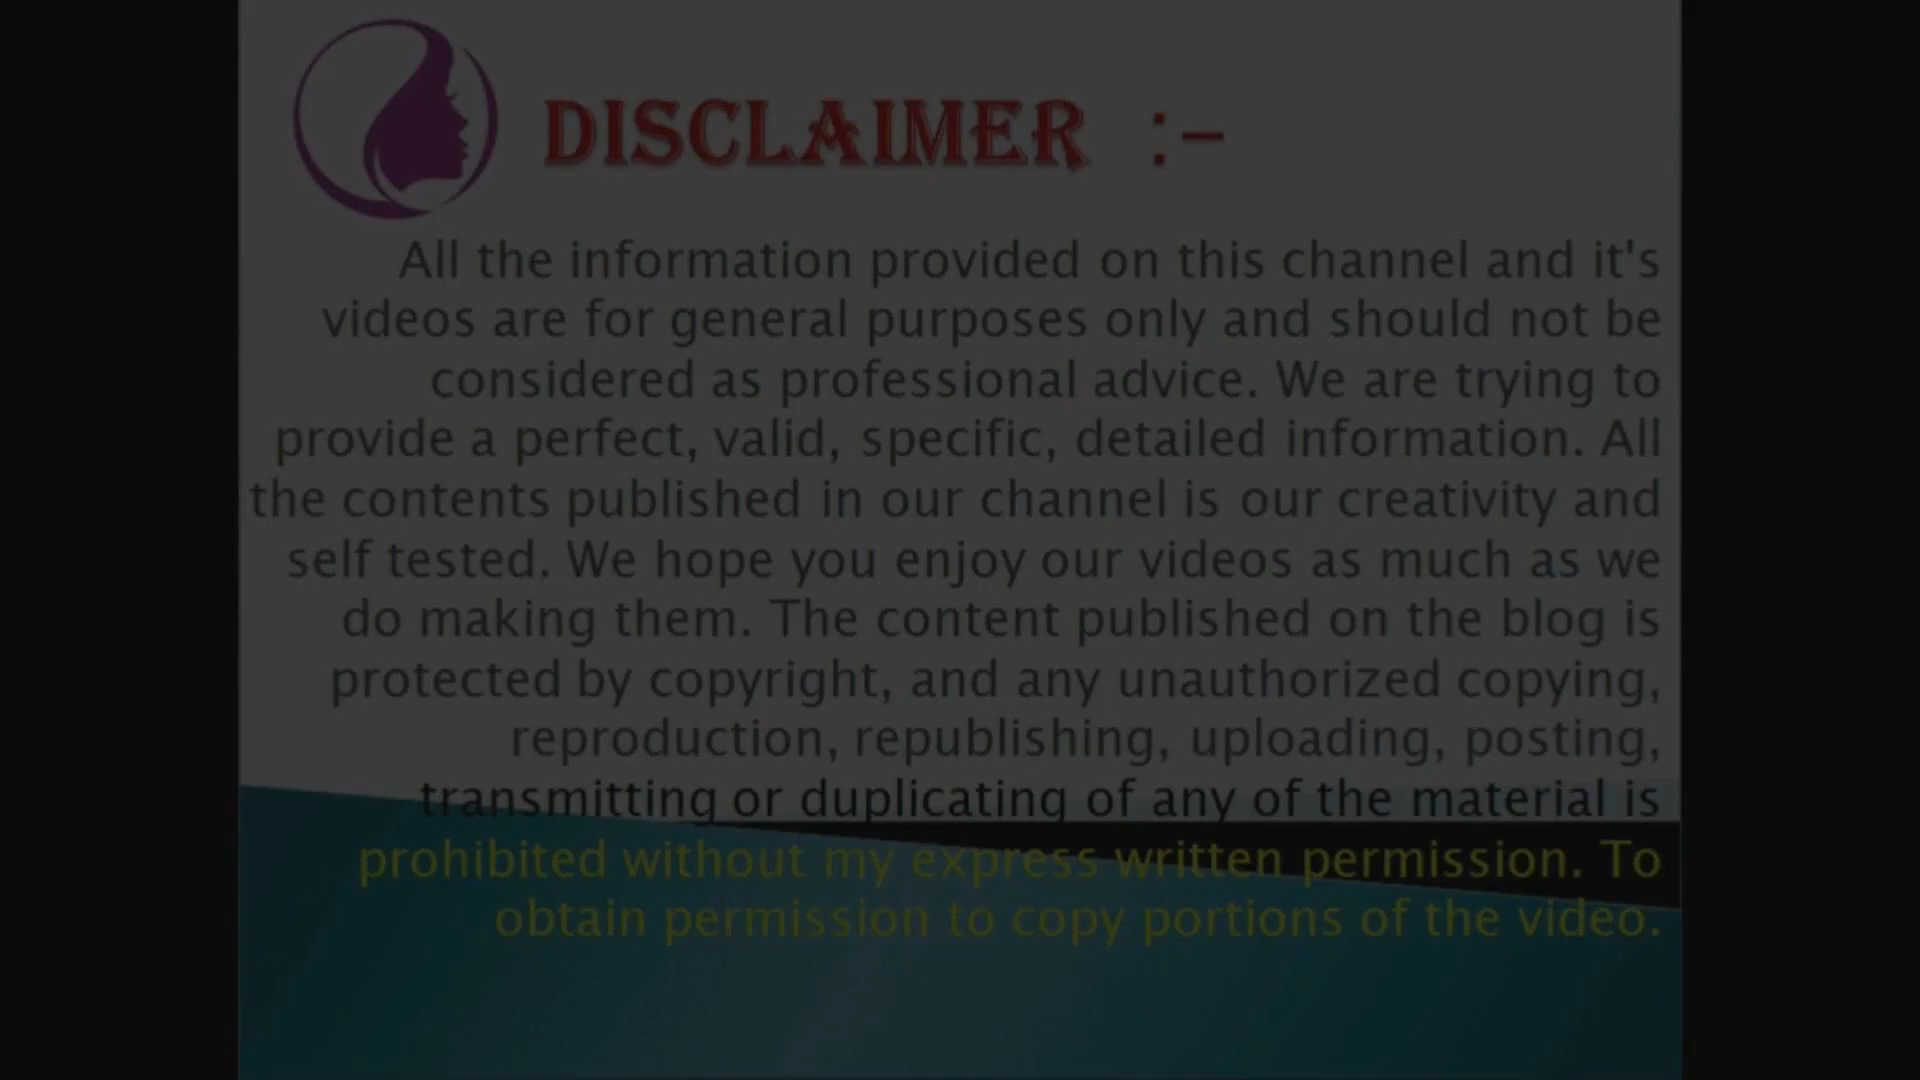 DISCLAIMER :-
All the information provided on this channel and it's
videos are for general purposes only and should not be
considered as professional advice. We are trying to
provide a perfect, valid, specific, detailed information. All
the contents published in our channel is our creativity and
self tested. We hope you enjoy our videos as much as we
do making them. The content published on the blog is
protected by copyright, and any unauthorized copying,
reproduction, republishing, uploading, posting,
transmitting or duplicating of any of the material is
prohibited without my express written permission. To
obtain permission to copy portions of the video.